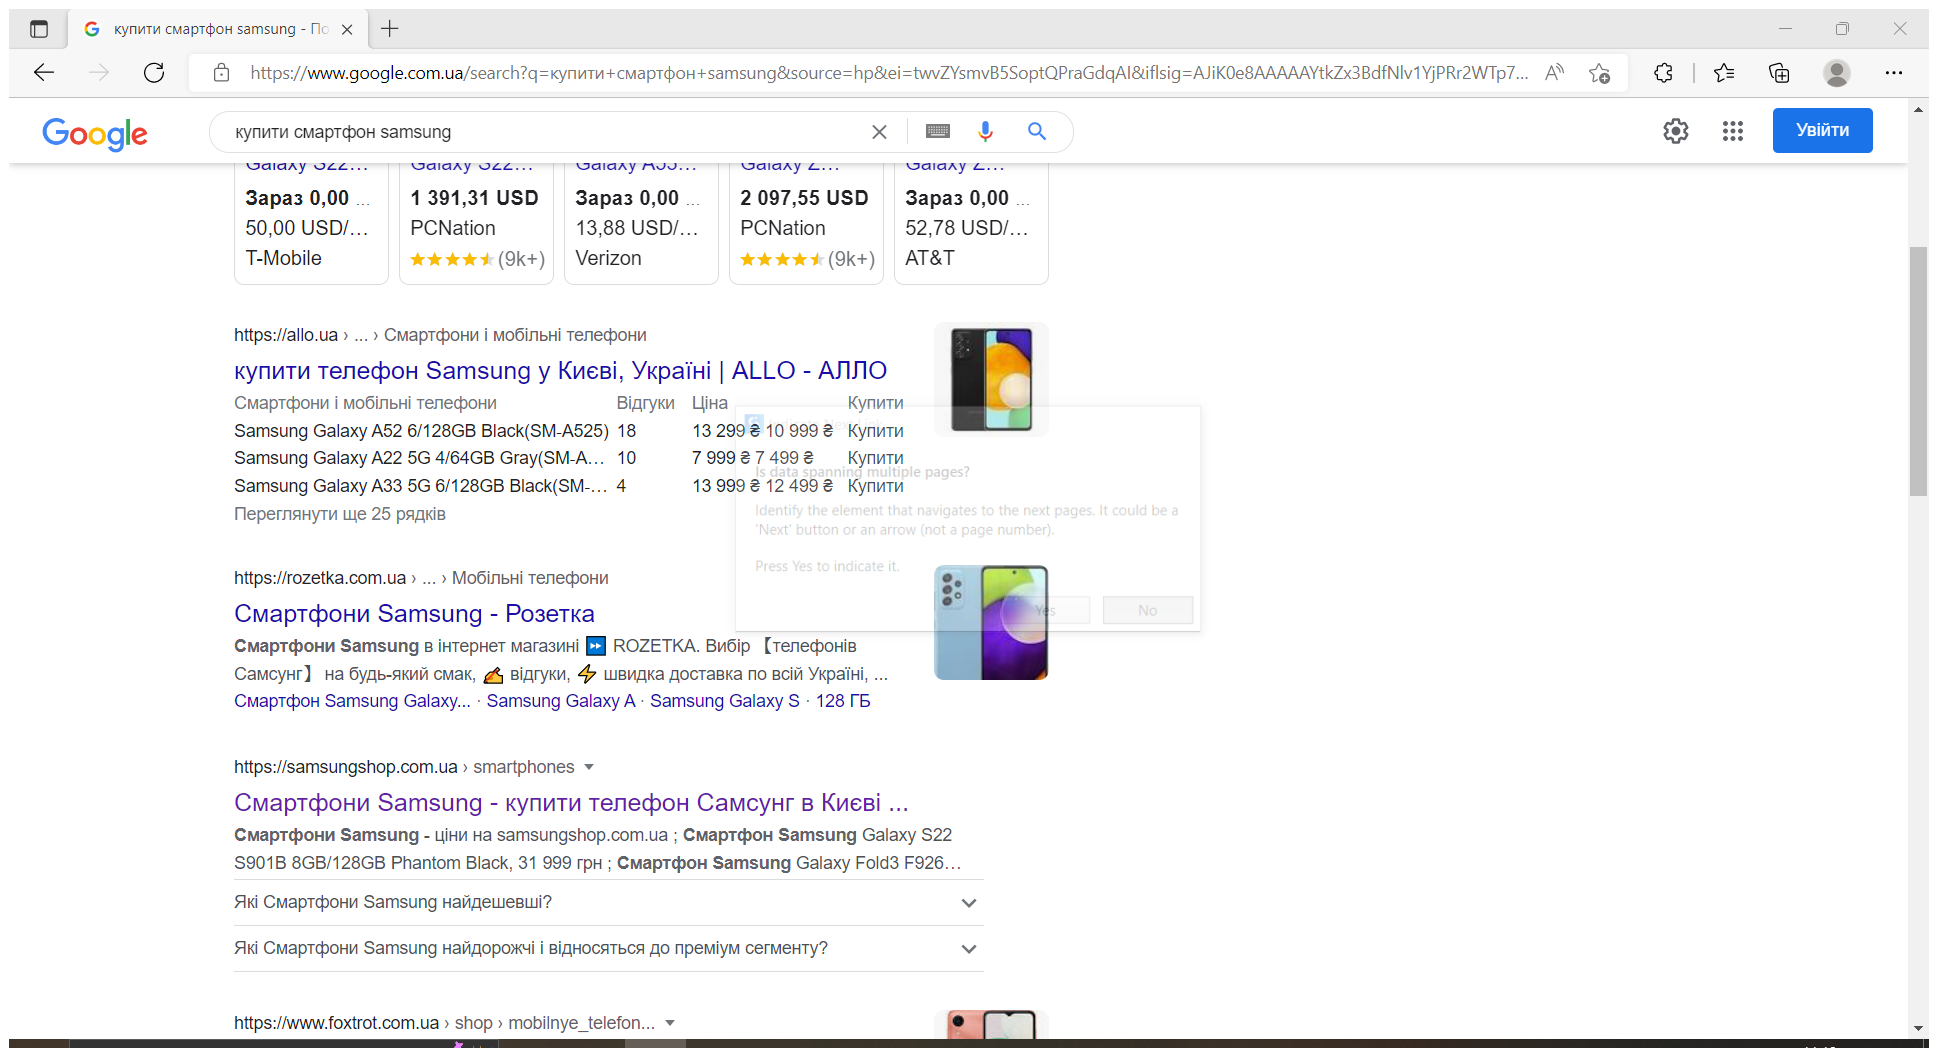 купити смартфон samsung - По
https://www.google.com.ua/search?q=купити+смартфон+samsung&source=hp&ei=twvZYsmvB5SoptQPraGdqAI&iflsig=AJiK0e8AAAAAYtkZx3BdfNlv1YjPRr2WTp7...
Google
купити смартфон samsung
Увійти
Galaxy S22... Galaxy S22... Galaxy A53... Galaxy Z... Galaxy Z...
Зараз 0,00 ... 1 391,31 USD Зараз 0,00 ... 2 097,55 USD Зараз 0,00 ...
50,00 USD/... PCNation 13,88 USD/... PCNation 52,78 USD/...
T-Mobile (9k+) Verizon (9k+) AT&T
https://allo.ua › ... › Смартфони і мобільні телефони
купити телефон Samsung у Києві, Україні | ALLO - АЛЛО
Смартфони і мобільні телефони Відгуки Ціна Купити
Samsung Galaxy A52 6/128GB Black(SM-A525) 18 13 299 ₴ 10 999 ₴ Купити
Samsung Galaxy A22 5G 4/64GB Gray(SM-A... 10 7 999 ₴ 7 499 ₴ Купити
Samsung Galaxy A33 5G 6/128GB Black(SM-... 4 13 999 ₴ 12 499 ₴ Купити
Переглянути ще 25 рядків
Is data spanning multiple pages?
Identify the element that navigates to the next pages. It could be a
'Next' button or an arrow (not a page number).
Press Yes to indicate it.
Yes No
https://rozetka.com.ua › ... › Мобільні телефони
Смартфони Samsung - Розетка
Смартфони Samsung в інтернет магазині ⏩ ROZETKA. Вибір 【телефонів
Самсунг】 на будь-який смак, ✍ відгуки, ⚡ швидка доставка по всій Україні, ...
Смартфон Samsung Galaxy... · Samsung Galaxy A · Samsung Galaxy S · 128 ГБ
https://samsungshop.com.ua › smartphones
Смартфони Samsung - купити телефон Самсунг в Києві ...
Смартфони Samsung - ціни на samsungshop.com.ua ; Смартфон Samsung Galaxy S22
S901B 8GB/128GB Phantom Black, 31 999 грн ; Смартфон Samsung Galaxy Fold3 F926...
Які Смартфони Samsung найдешевші?
Які Смартфони Samsung найдорожчі і відносяться до преміум сегменту?
https://www.foxtrot.com.ua › shop › mobilnye_telefon...